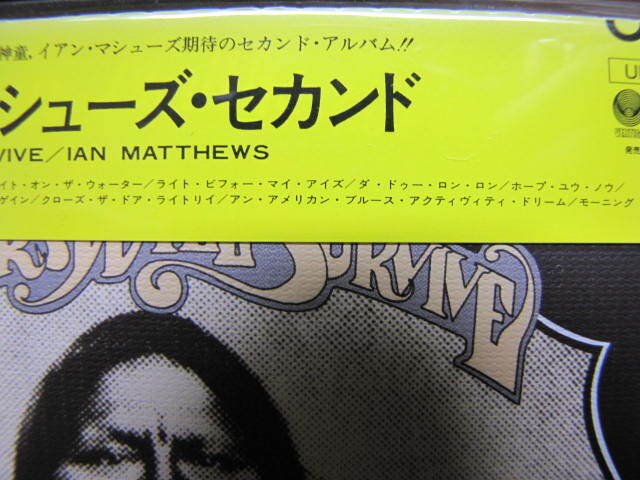 神童、イアン・マシューズ期待のセカンド・アルバム!!
シューズ・セカンド
VIVE/IAN MATTHEWS
イト・オン・ザ・ウォーター/ライト・ビフォー・マイ・アイズ/ダ・ドゥー・ロン・ロン/ホープ・ユウ・ノウ/
ゲイン/クローズ・ザ・ドア・ライトリイ/アン・アメリカン・ブルース・アクティヴィティ・ドリーム/モーニング
U
VERTIGO
発売
WILL SURVIVE